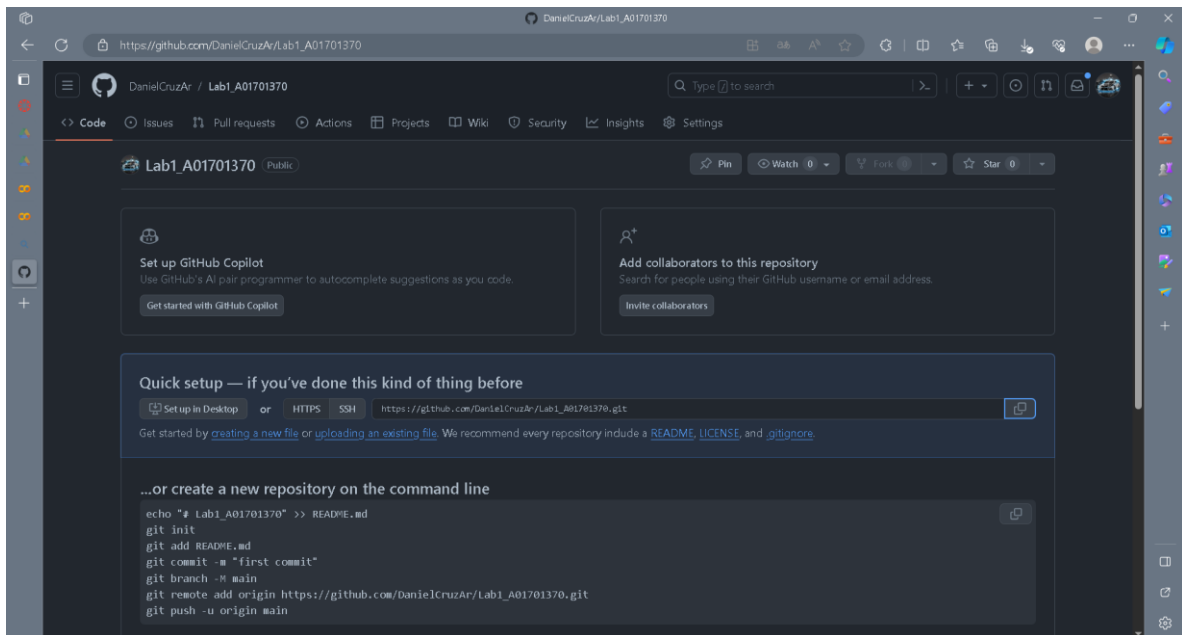 DanielCruzAr/Lab1_A01701370
https://github.com/DanielCruzAr/Lab1_A01701370
DanielCruzAr / Lab1_A01701370
Type / to search
Code Issues Pull requests Actions Projects Wiki Security Insights Settings
Lab1_A01701370 Public
Pin Watch 0 Fork 0 Star 0
Set up GitHub Copilot
Use GitHub's AI pair programmer to autocomplete suggestions as you code.
Get started with GitHub Copilot
Add collaborators to this repository
Search for people using their GitHub username or email address.
Invite collaborators
Quick setup — if you've done this kind of thing before
Set up in Desktop or HTTPS SSH https://github.com/DanielCruzAr/Lab1_A01701370.git
Get started by creating a new file or uploading an existing file. We recommend every repository include a README, LICENSE, and .gitignore.
...or create a new repository on the command line
echo "# Lab1_A01701370" >> README.md
git init
git add README.md
git commit -m "first commit"
git branch -M main
git remote add origin https://github.com/DanielCruzAr/Lab1_A01701370.git
git push -u origin main